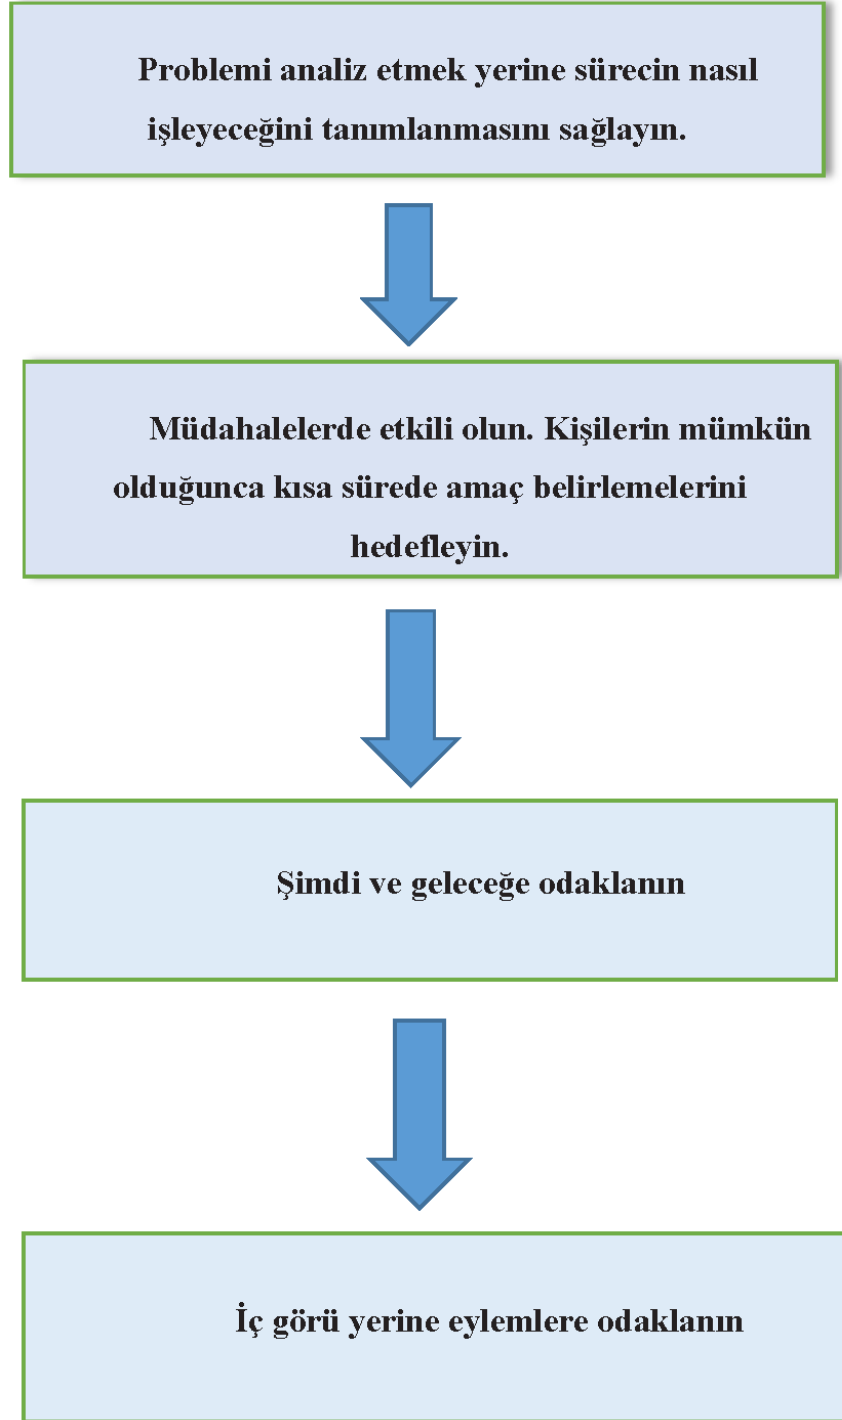 Problemi analiz etmek yerine sürecin nasıl
işleyeceğini tanımlanmasını sağlayın.
Müdahalelerde etkili olun. Kişilerin mümkün
olduğunca kısa sürede amaç belirlemelerini
hedefleyin.
Şimdi ve geleceğe odaklanın
İç görü yerine eylemlere odaklanın